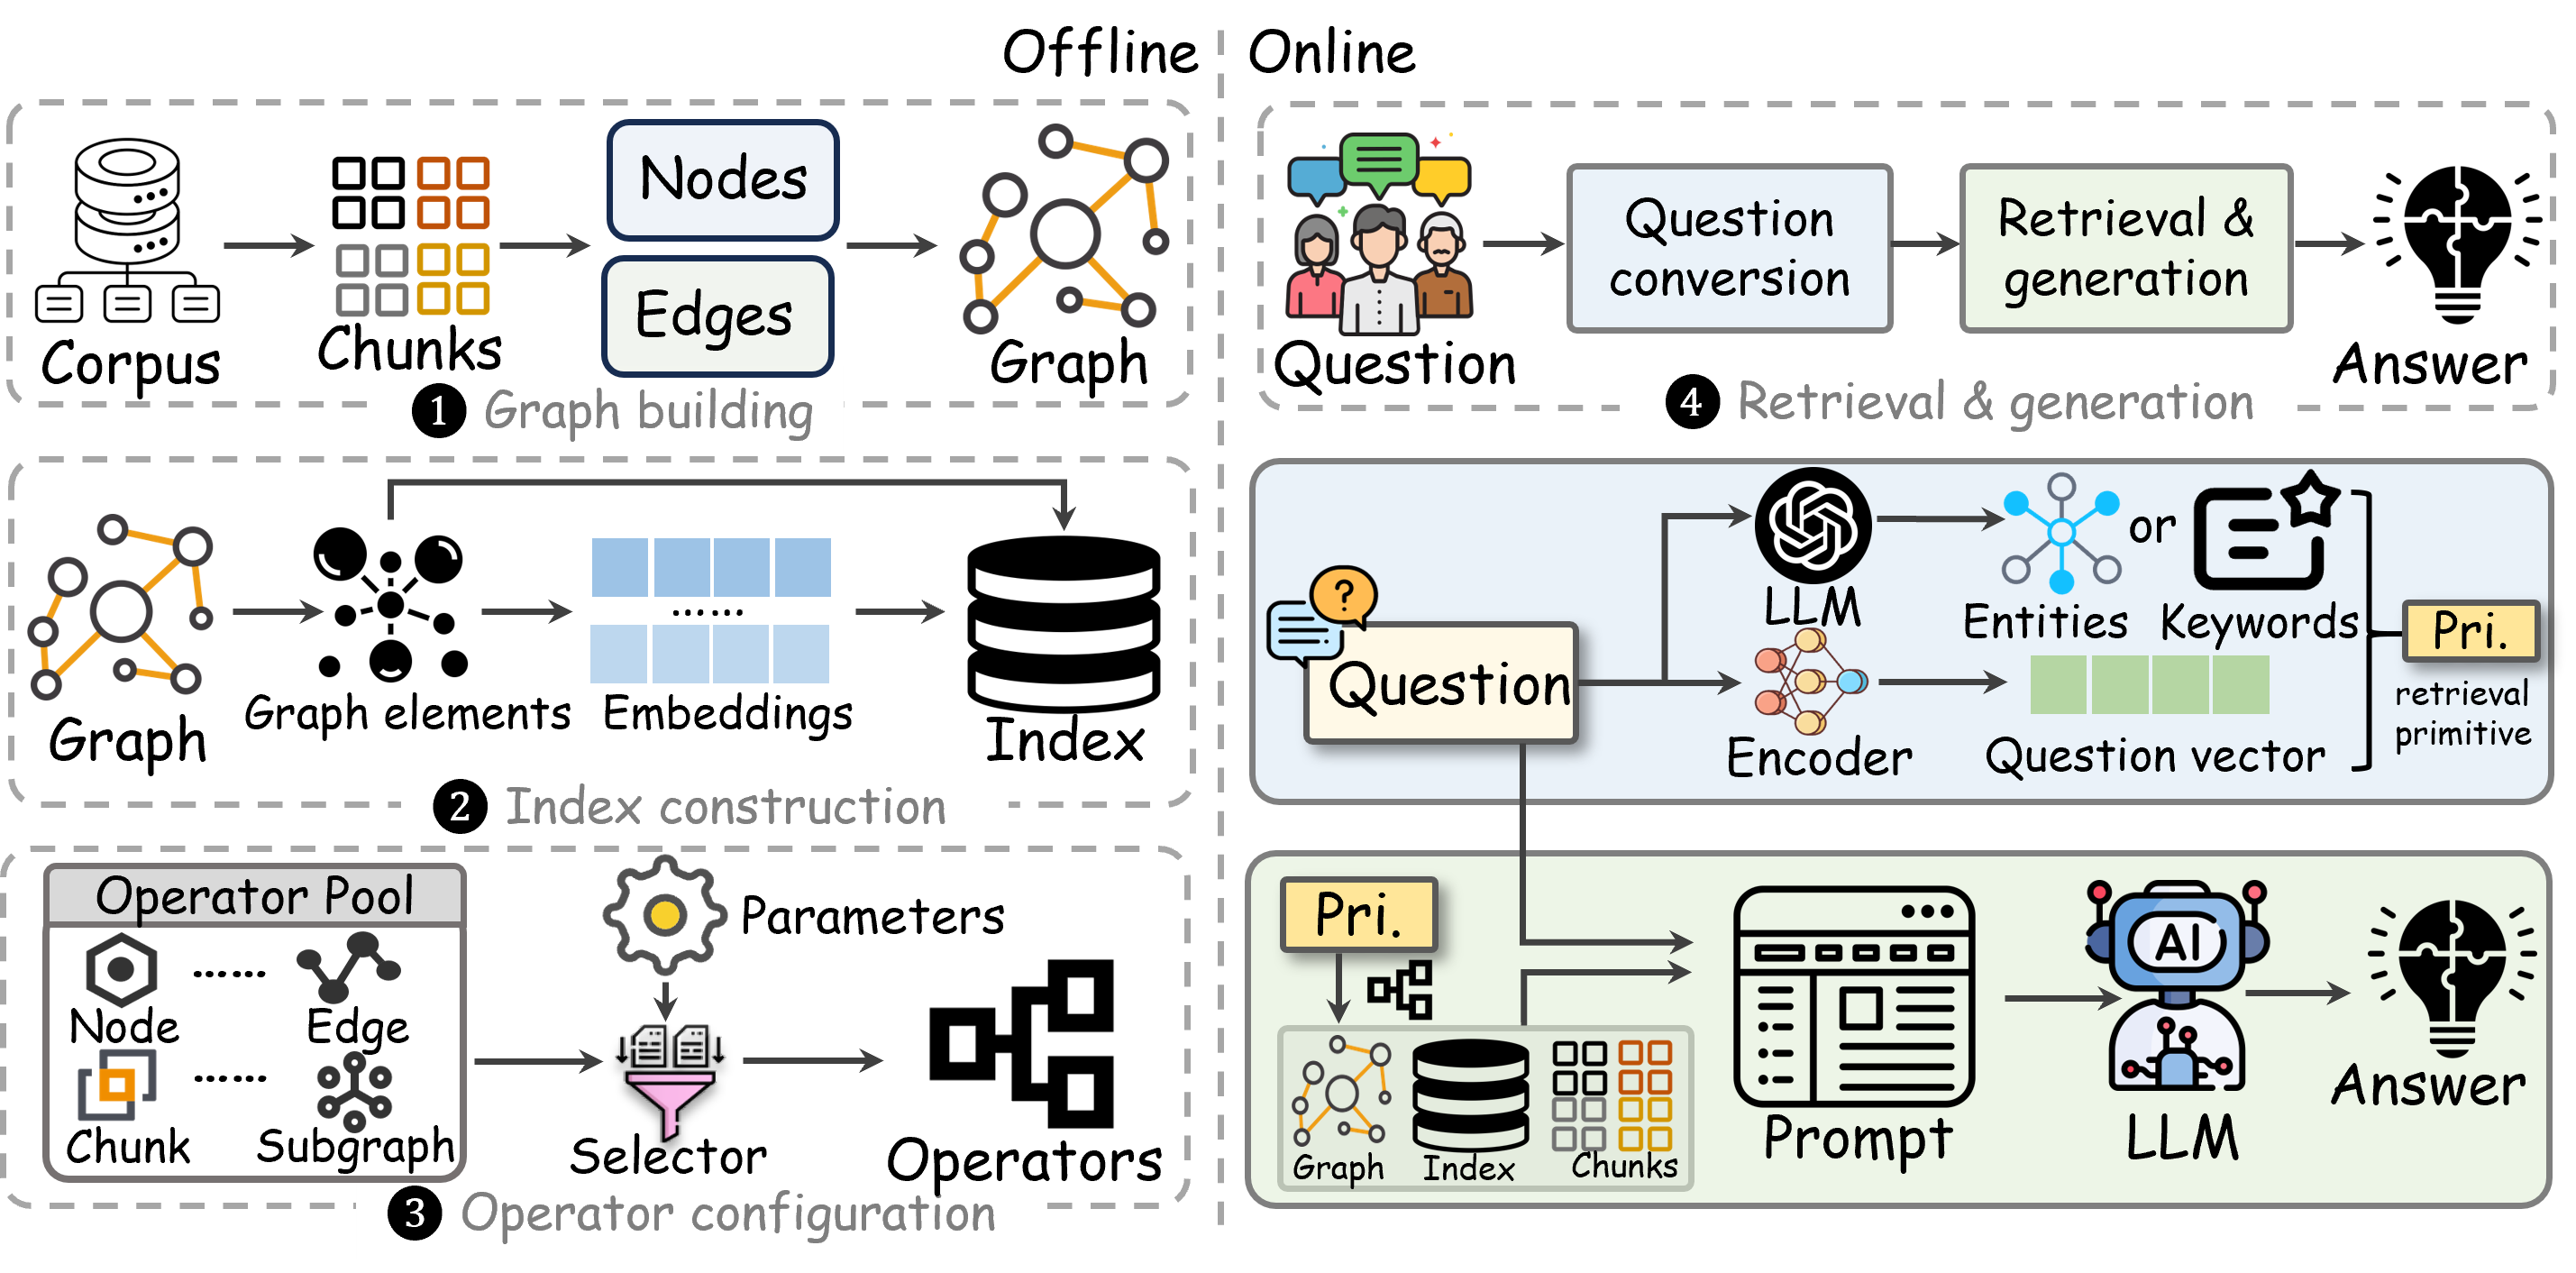 Offline
Online
Nodes
Edges
Corpus
Chunks
Graph
1 Graph building
Question
Question
conversion
Retrieval &
generation
Answer
4 Retrieval & generation
Graph
Graph elements
......
Embeddings
Index
2 Index construction
Question
?
LLM
Entities
or
Keywords
Encoder
Question vector
Pri.
retrieval
primitive
Operator Pool
Node
......
Edge
Chunk
......
Subgraph
Parameters
Selector
Operators
3 Operator configuration
Pri.
Graph
Index
Chunks
Prompt
AI
LLM
Answer